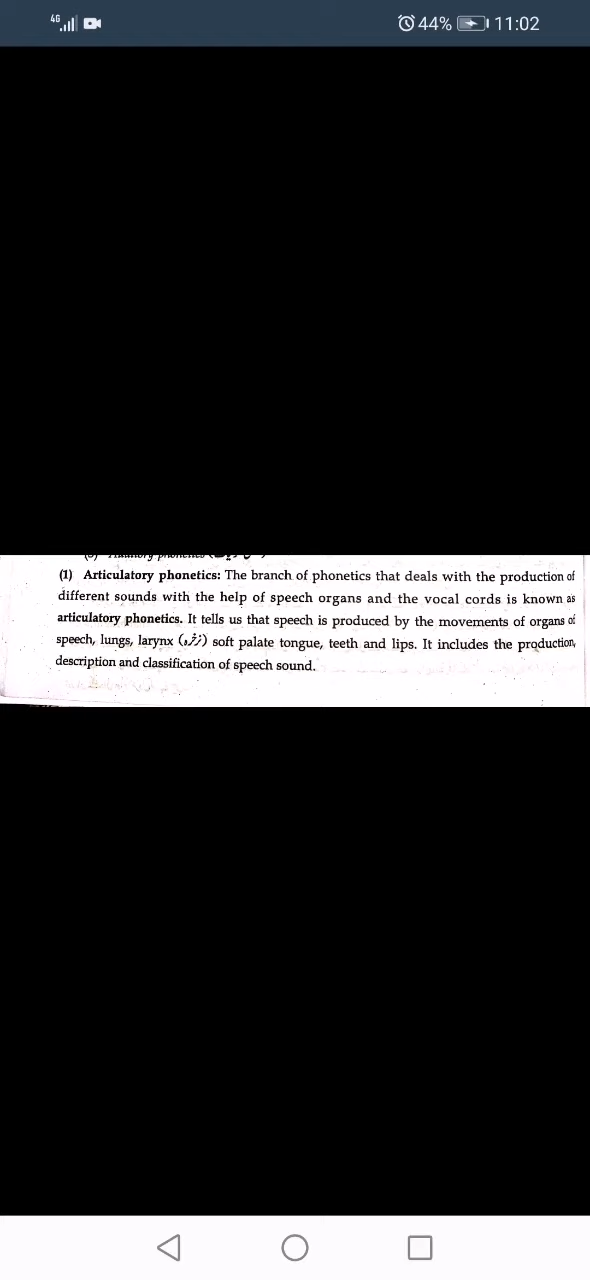 4G 44% 11:02
(1) Articulatory phonetics: The branch of phonetics that deals with the production of
different sounds with the help of speech organs and the vocal cords is known as
articulatory phonetics. It tells us that speech is produced by the movements of organs of
speech, lungs, larynx (نرخرہ) soft palate tongue, teeth and lips. It includes the production,
description and classification of speech sound.